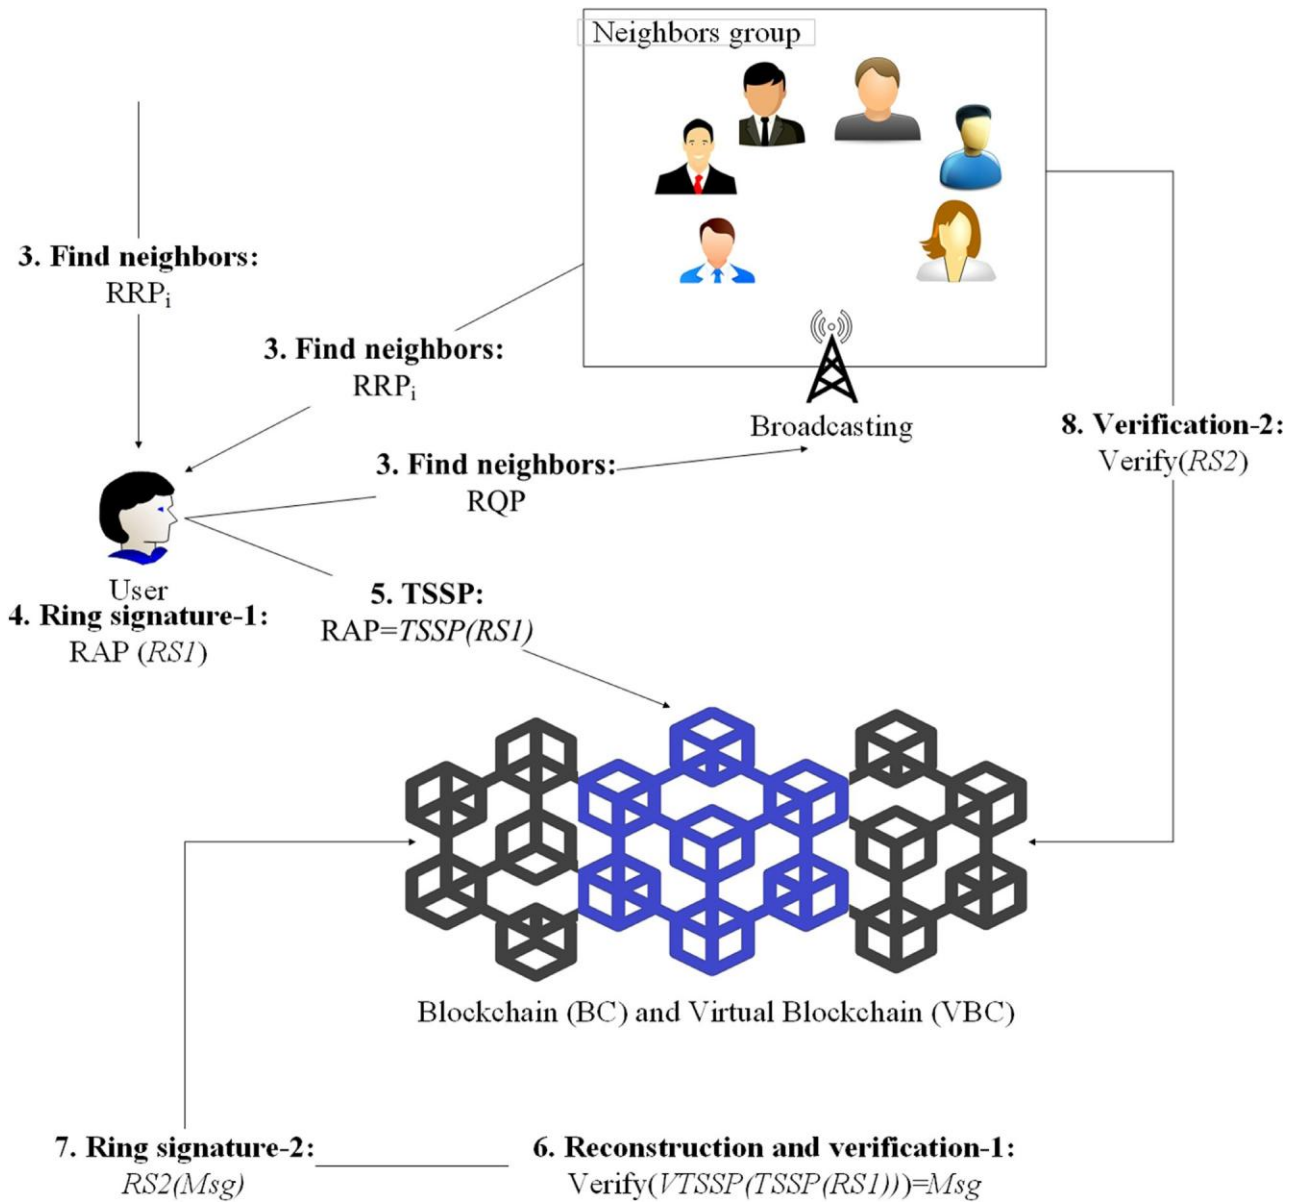 Neighbors group
3. Find neighbors:
RRPi
3. Find neighbors:
RRPi
Broadcasting
8. Verification-2:
Verify(RS2)
3. Find neighbors:
RQP
User
4. Ring signature-1:
RAP (RS1)
5. TSSP:
RAP=TSSP(RS1)
Blockchain (BC) and Virtual Blockchain (VBC)
7. Ring signature-2:
RS2(Msg)
6. Reconstruction and verification-1:
Verify(VTSSP(TSSP(RS1)))=Msg